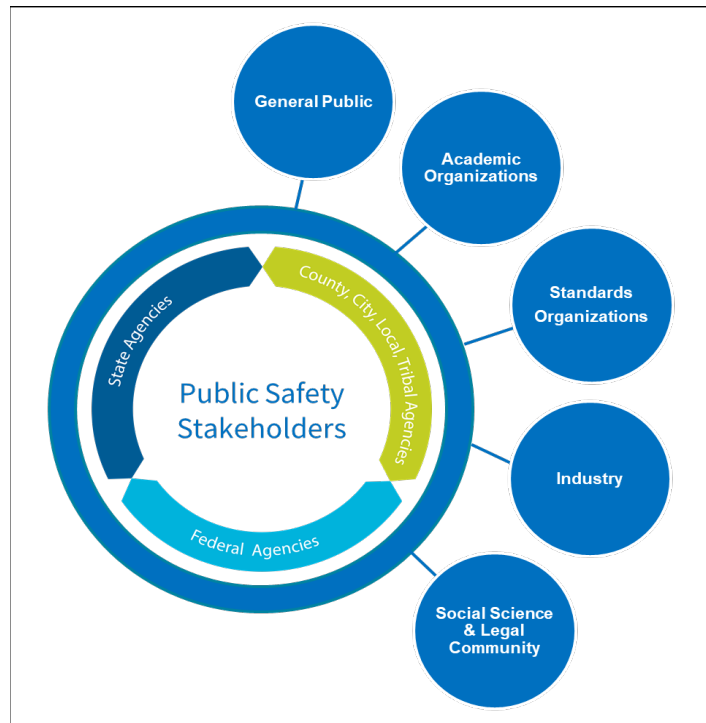 General Public
Academic
Organizations
Standards
Organizations
State Agencies
County, City, Local, Tribal Agencies
Public Safety
Stakeholders
Industry
Federal Agencies
Social Science
& Legal
Community